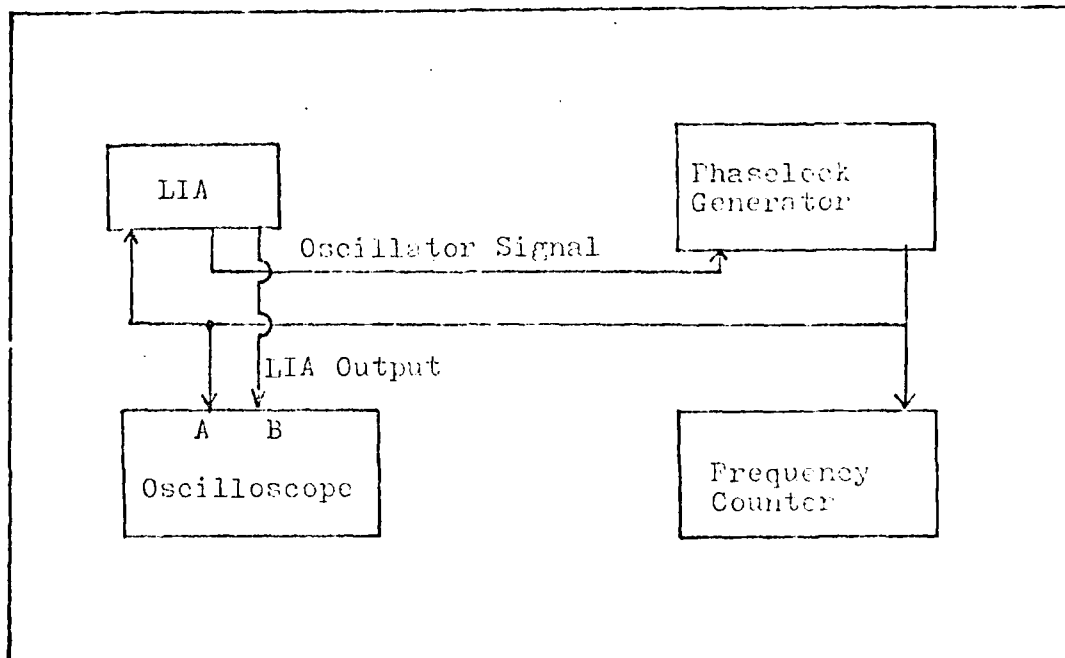 LIA
Phaselock
Generator
Oscillator Signal
LIA Output
A B
Oscilloscope
Frequency
Counter